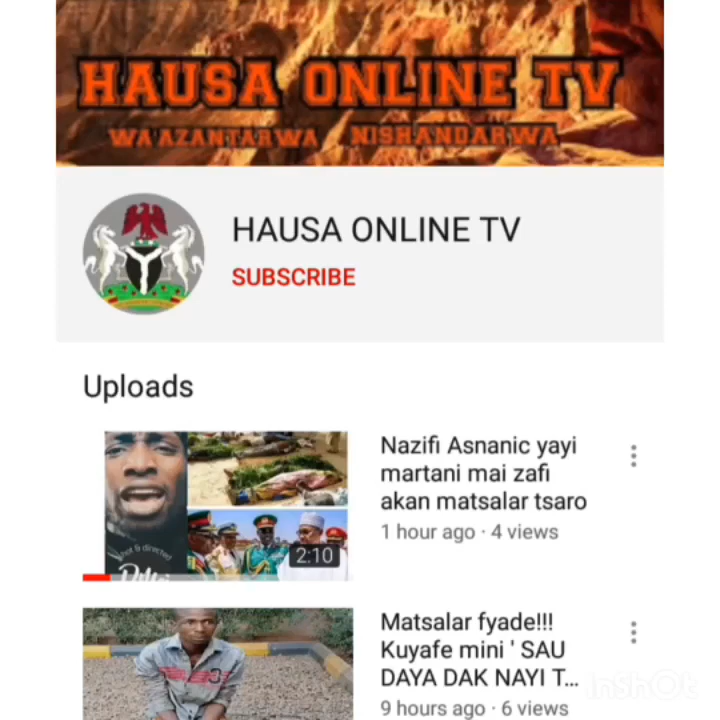 HAUSA ONLINE TV
WA'AZANTARWA NISHANDARWA
HAUSA ONLINE TV
SUBSCRIBE
Uploads
Nazifi Asnanic yayi
martani mai zafi
akan matsalar tsaro
1 hour ago · 4 views
2:10
Matsalar fyade!!!
Kuyafe mini ' SAU
DAYA DAK NAYI T...
9 hours ago · 6 views
InShOt